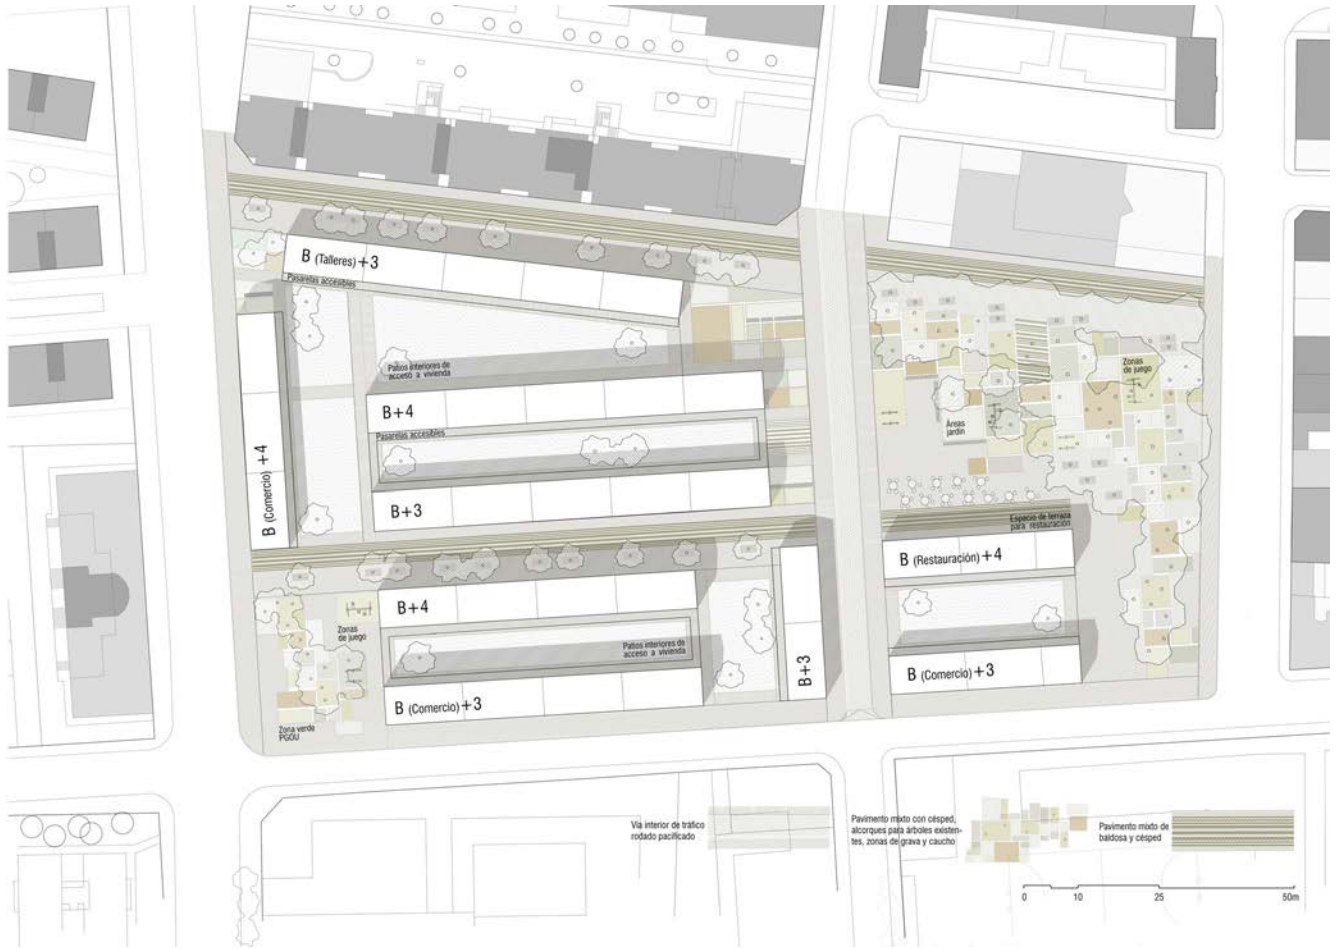 B (Talleres) +3
Pasarelas accesibles
Patios interiores de
acceso a vivienda
B+4
Pasarelas accesibles
B (Comercio) +4
B+3
Zonas
de juego
Áreas
jardín
Espacio de terraza
para restauración
B (Restauración) +4
B+4
Zonas
de juego
Patios interiores de
acceso a vivienda
B+3
B (Comercio) +3
B (Comercio) +3
Zona verde
PGOU
Vía interior de tráfico
rodado pacificado
Pavimento mixto con césped,
alcorques para árboles existen-
tes, zonas de grava y caucho
Pavimento mixto de
baldosa y césped
0 10 25 50m